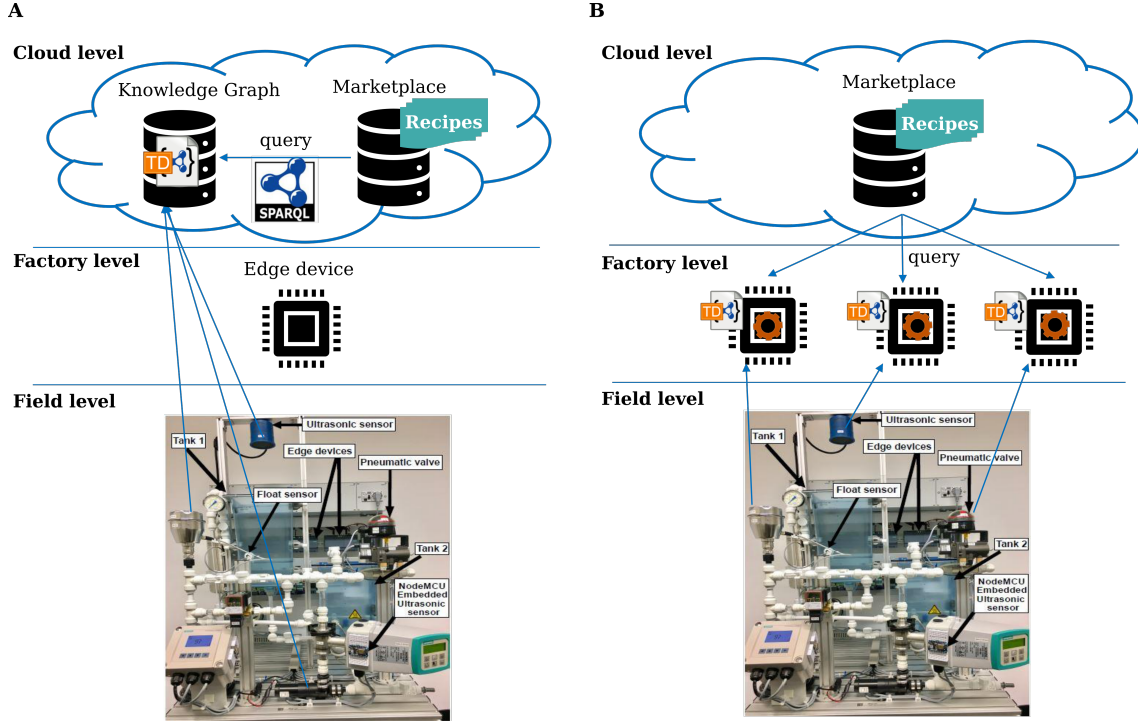 A
Cloud level
Knowledge Graph
Marketplace
Recipes
query
TD
{ }
SPARQL
Factory level
Edge device
Field level
Ultrasonic sensor
Tank 1
Edge devices
Pneumatic valve
Float sensor
Tank 2
NodeMCU
Embedded
Ultrasonic
sensor
B
Cloud level
Marketplace
Recipes
Factory level
query
TD
{ }
TD
{ }
TD
{ }
Field level
Ultrasonic sensor
Tank 1
Edge devices
Pneumatic valve
Float sensor
Tank 2
NodeMCU
Embedded
Ultrasonic
sensor